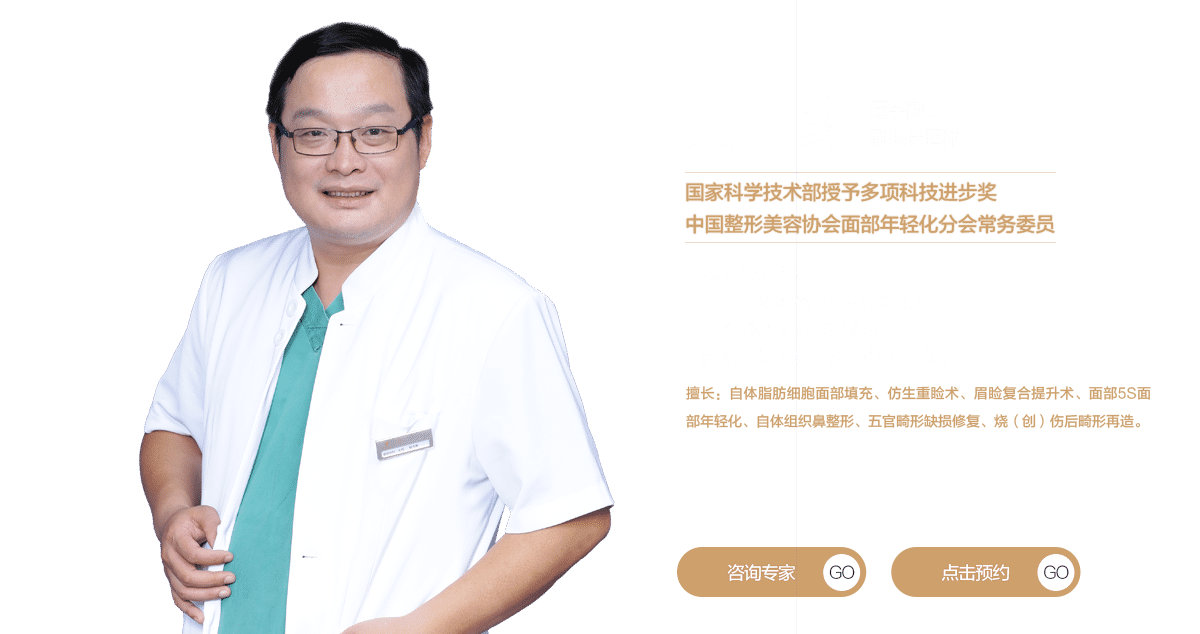 国家科学技术部授予多项科技进步奖
中国整形美容协会面部年轻化分会常务委员
擅长：自体脂肪细胞面部填充、仿生重睑术、眉睑复合提升术、面部5S面
部年轻化、自体组织鼻整形、五官畸形缺损修复、烧（创）伤后畸形再造。
咨询专家 GO 点击预约 GO